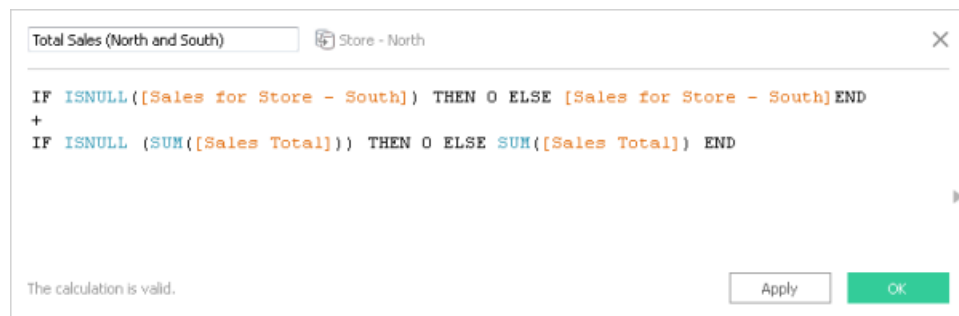 Total Sales (North and South) Store - North
IF ISNULL([Sales for Store - South]) THEN 0 ELSE [Sales for Store - South]END
+
IF ISNULL (SUM([Sales Total])) THEN 0 ELSE SUM([Sales Total]) END
The calculation is valid. Apply OK